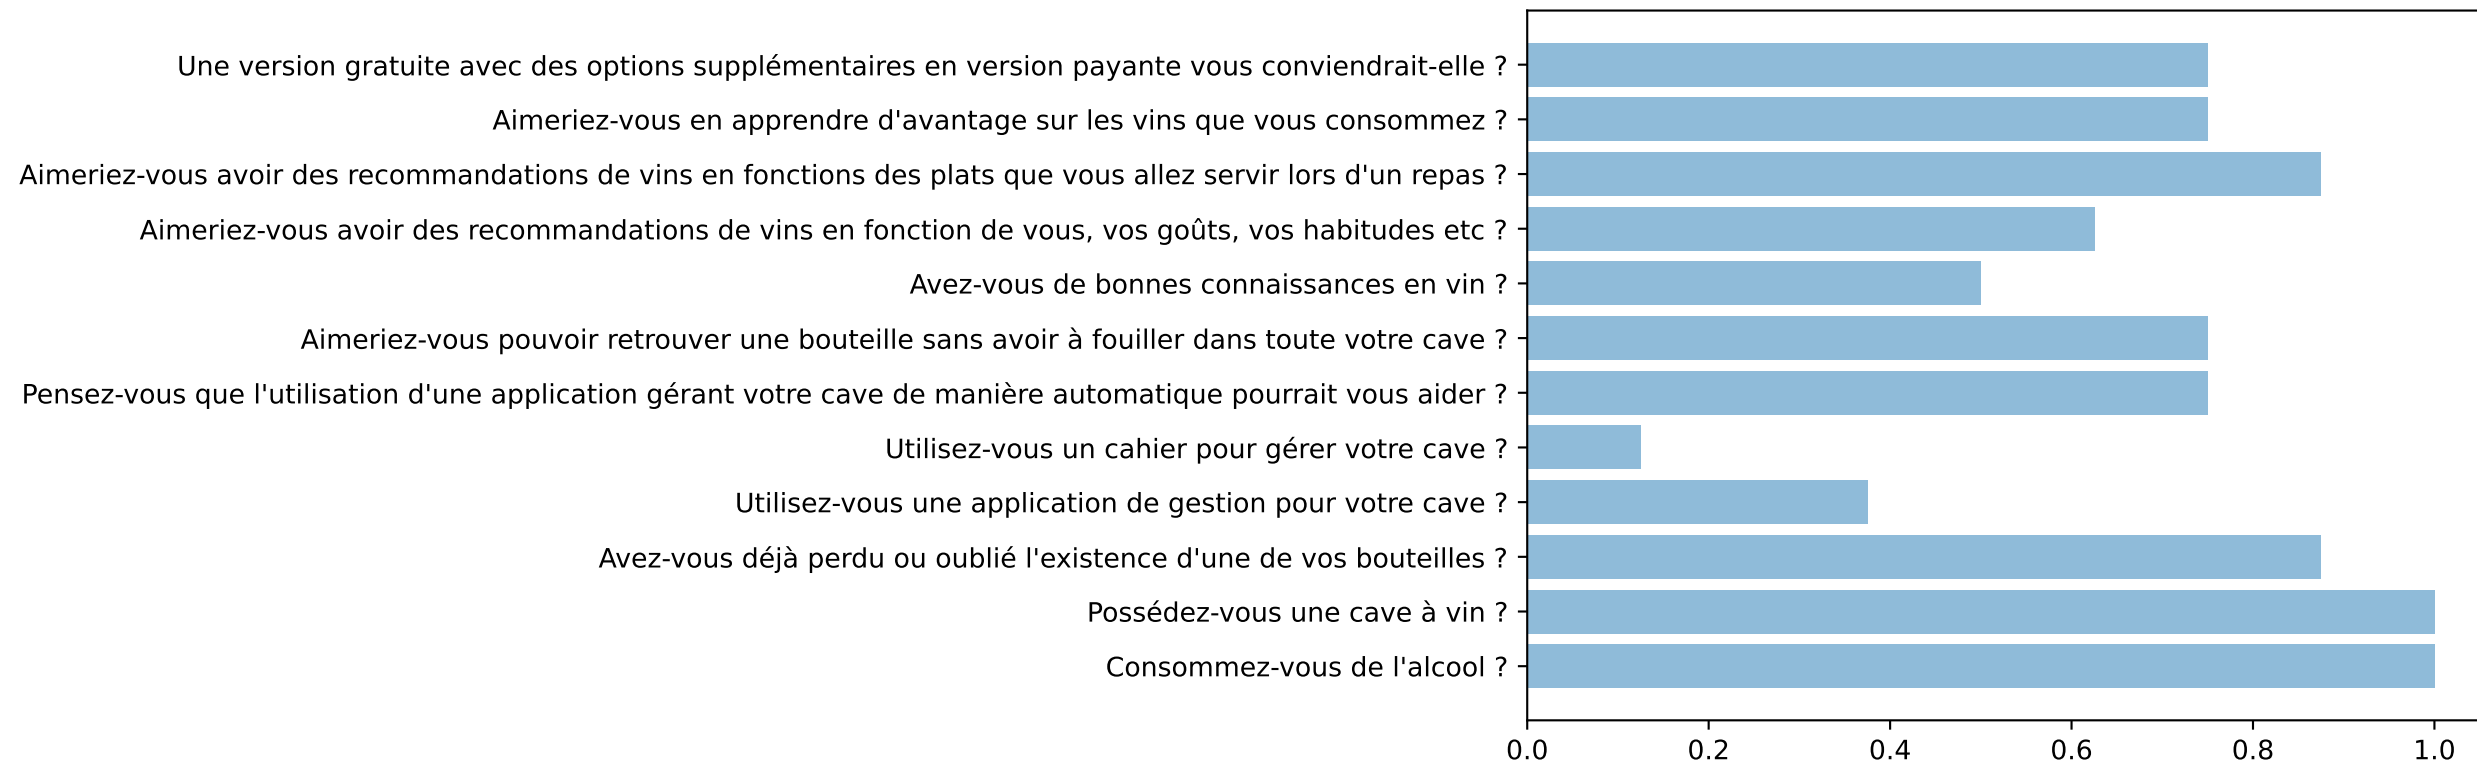 Une version gratuite avec des options supplémentaires en version payante vous conviendrait-elle ?
Aimeriez-vous en apprendre d'avantage sur les vins que vous consommez ?
Aimeriez-vous avoir des recommandations de vins en fonctions des plats que vous allez servir lors d'un repas ?
Aimeriez-vous avoir des recommandations de vins en fonction de vous, vos goûts, vos habitudes etc ?
Avez-vous de bonnes connaissances en vin ?
Aimeriez-vous pouvoir retrouver une bouteille sans avoir à fouiller dans toute votre cave ?
Pensez-vous que l'utilisation d'une application gérant votre cave de manière automatique pourrait vous aider ?
Utilisez-vous un cahier pour gérer votre cave ?
Utilisez-vous une application de gestion pour votre cave ?
Avez-vous déjà perdu ou oublié l'existence d'une de vos bouteilles ?
Possédez-vous une cave à vin ?
Consommez-vous de l'alcool ?
0.0 0.2 0.4 0.6 0.8 1.0